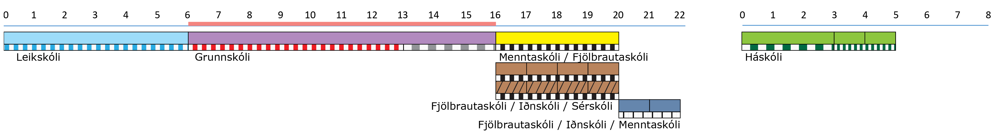 0 1 2 3 4 5 6 7 8 9 10 11 12 13 14 15 16 17 18 19 20 21 22 0 1 2 3 4 5 6 7 8
Leikskóli Grunnskóli Menntaskóli / Fjölbrautaskóli Háskóli
Fjölbrautaskóli / Iðnskóli / Sérskóli
Fjölbrautaskóli / Iðnskóli / Menntaskóli